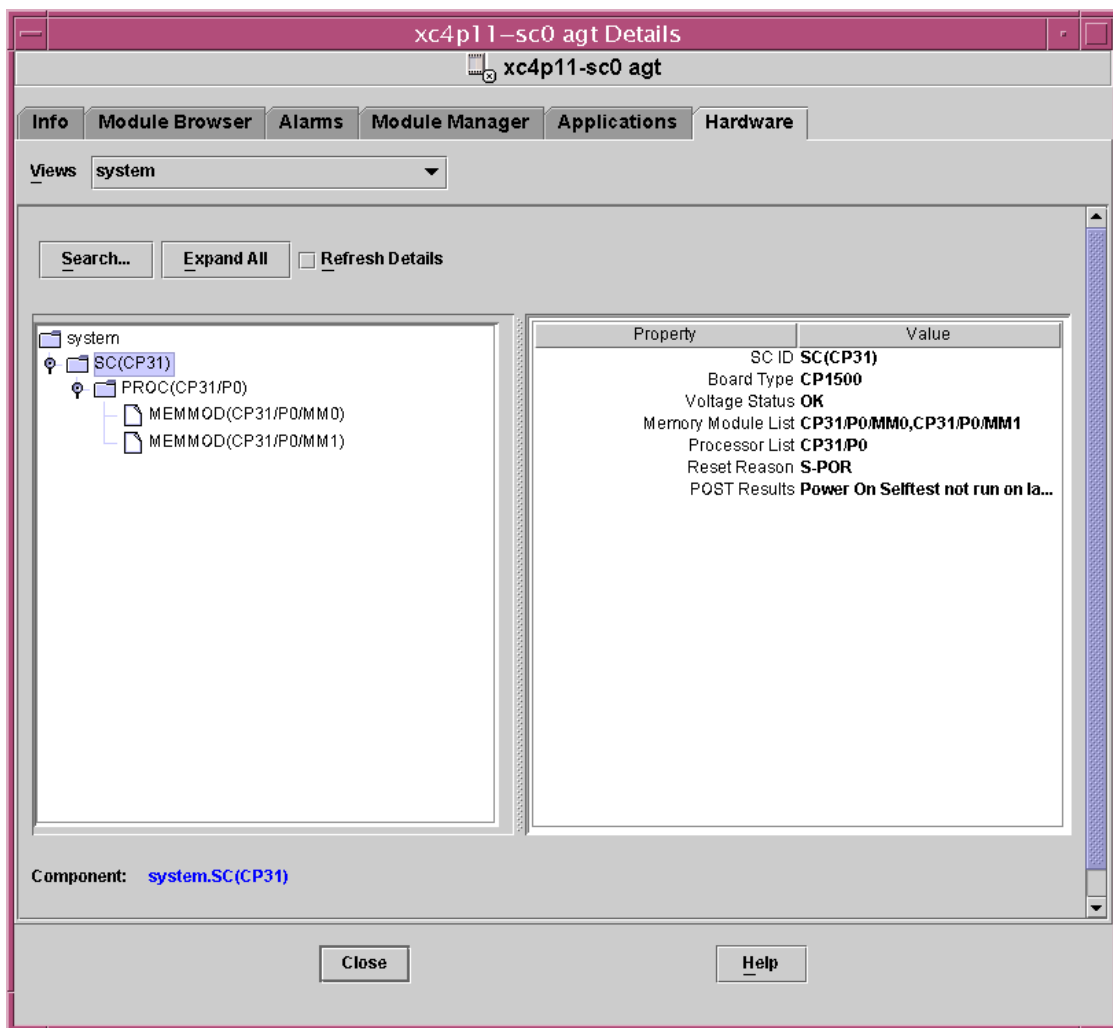 xc4p11-sc0 agt Details
xc4p11-sc0 agt
Info Module Browser Alarms Module Manager Applications Hardware
Views system
Search... Expand All Refresh Details
system
SC(CP31)
PROC(CP31/P0)
MEMMOD(CP31/P0/MM0)
MEMMOD(CP31/P0/MM1)
Property Value
SC ID SC(CP31)
Board Type CP1500
Voltage Status OK
Memory Module List CP31/P0/MM0,CP31/P0/MM1
Processor List CP31/P0
Reset Reason S-POR
POST Results Power On Selftest not run on la...
Component: system.SC(CP31)
Close Help